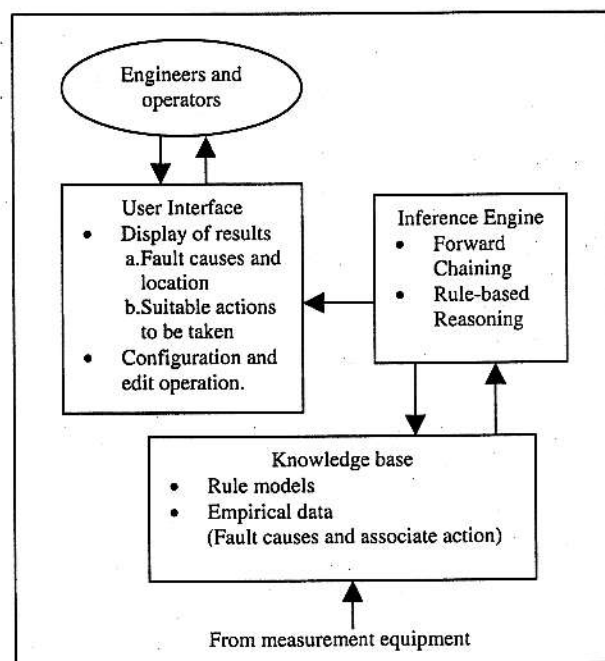 Engineers and
operators
User Interface
• Display of results
a.Fault causes and
location
b.Suitable actions
to be taken
• Configuration and
edit operation.
Inference Engine
• Forward
Chaining
• Rule-based
Reasoning
Knowledge base
• Rule models
• Empirical data
(Fault causes and associate action)
From measurement equipment